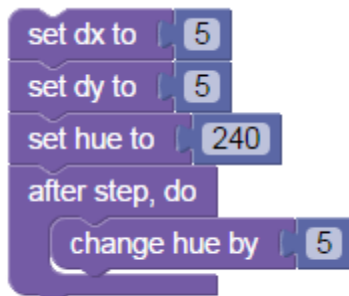 set dx to 5
set dy to 5
set hue to 240
after step, do
change hue by 5